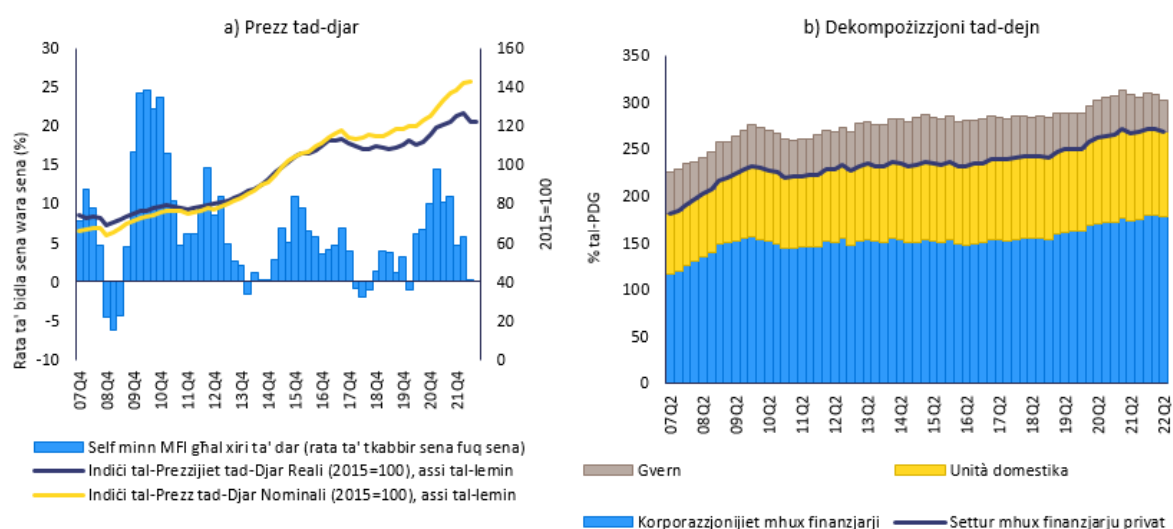 a) Prezz tad-djar
Rata ta' bidla sena wara sena (%)
30
25
20
15
10
5
0
-5
-10
160
140
120
100
80
60
40
20
0
2015=100
07Q4
08Q4
09Q4
10Q4
11Q4
12Q4
13Q4
14Q4
15Q4
16Q4
17Q4
18Q4
19Q4
20Q4
21Q4
Self minn MFI għal xiri ta' dar (rata ta' tkabbir sena fuq sena)
Indiċi tal-Prezzijiet tad-Djar Reali (2015=100), assi tal-lemin
Indiċi tal-Prezz tad-Djar Nominali (2015=100), assi tal-lemin
b) Dekompożizzjoni tad-dejn
% tal-PDG
350
300
250
200
150
100
50
0
07Q2
08Q2
09Q2
10Q2
11Q2
12Q2
13Q2
14Q2
15Q2
16Q2
17Q2
18Q2
19Q2
20Q2
21Q2
22Q2
Gvern
Unità domestika
Korporazzjonijiet mhux finanzjarji
Settur mhux finanzjarju privat